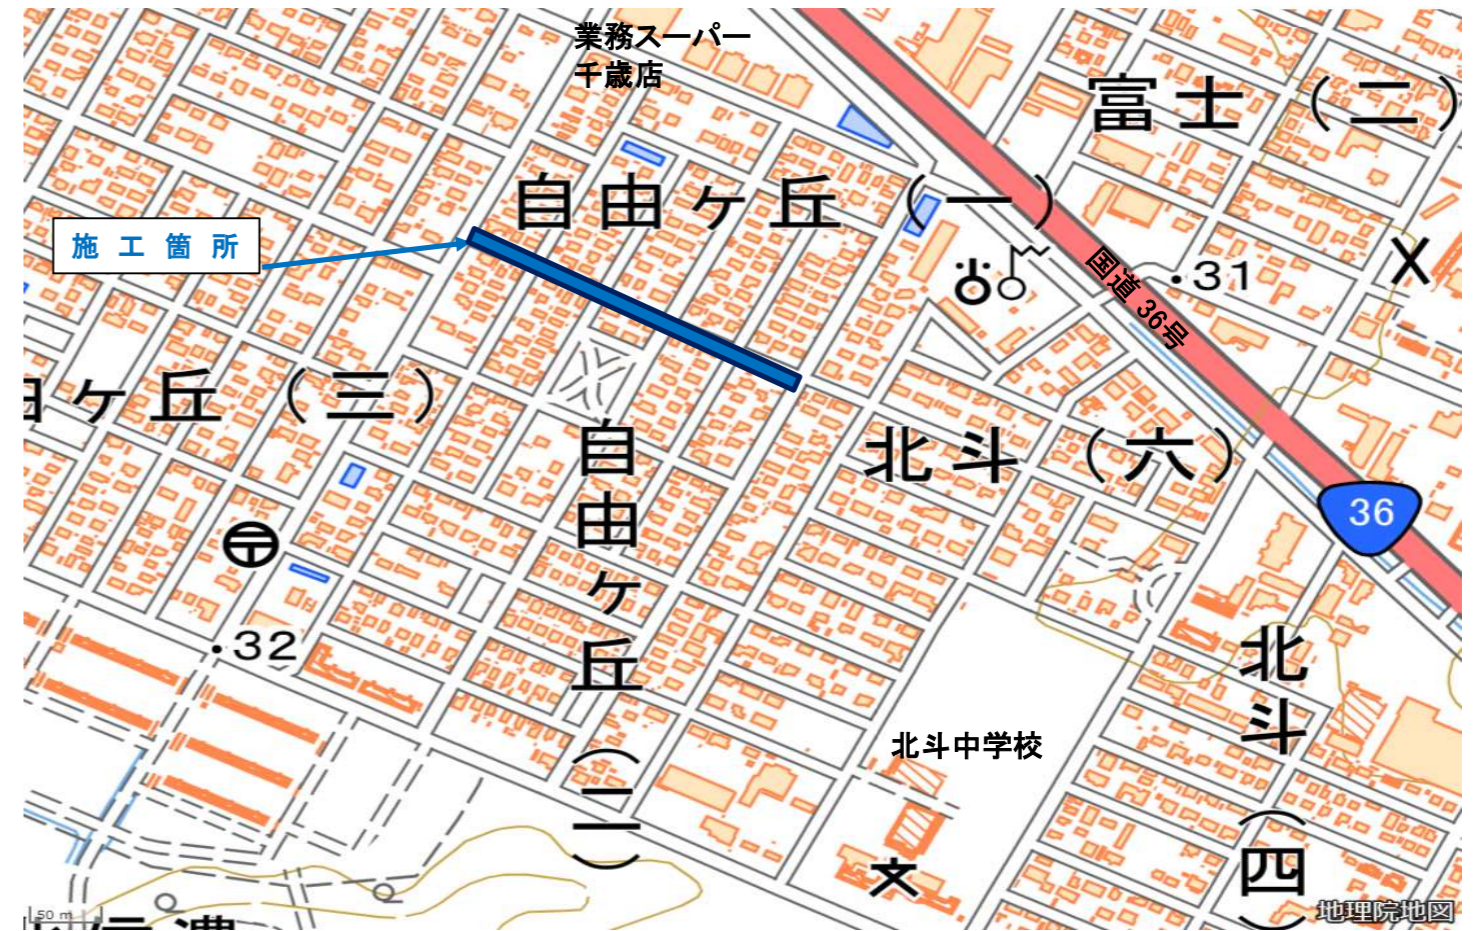 業務スーパー
千歳店
富士(二)
自由ヶ丘(一)
施工箇所
国道 36号
.31
ヶ丘(三)
北斗(六)
36
自由ヶ丘(二)
.32
北斗中学校
北斗(四)
50 m
地理院地図